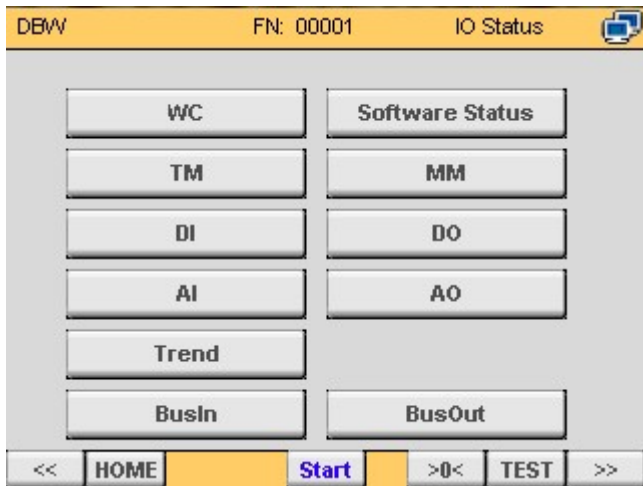 DBW FN: 00001 IO Status
WC Software Status
TM MM
DI DO
AI AO
Trend
BusIn BusOut
<< HOME Start >0< TEST >>